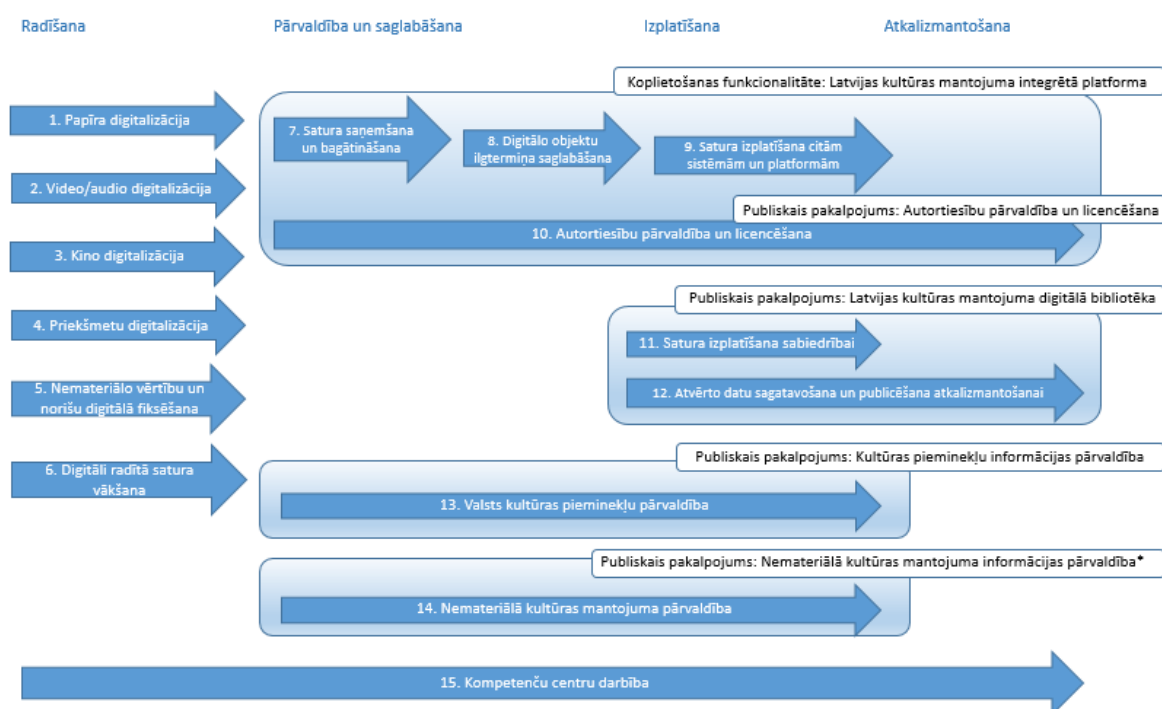 Radīšana
Pārvaldība un saglabāšana
Izplatīšana
Atkalizmantošana
Koplietošanas funkcionalitāte: Latvijas kultūras mantojuma integrētā platforma
1. Papīra digitalizācija
2. Video/audio digitalizācija
3. Kino digitalizācija
4. Priekšmetu digitalizācija
5. Nemateriālo vērtību un
norišu digitālā fiksēšana
6. Digitāli radītā satura
vākšana
7. Satura saņemšana
un bagātināšana
8. Digitālo objektu
ilgtermiņa saglabāšana
9. Satura izplatīšana citām
sistēmām un platformām
Publiskais pakalpojums: Autortiesību pārvaldība un licencēšana
10. Autortiesību pārvaldība un licencēšana
Publiskais pakalpojums: Latvijas kultūras mantojuma digitālā bibliotēka
11. Satura izplatīšana sabiedrībai
12. Atvērto datu sagatavošana un publicēšana atkalizmantošanai
Publiskais pakalpojums: Kultūras pieminekļu informācijas pārvaldība
13. Valsts kultūras pieminekļu pārvaldība
Publiskais pakalpojums: Nemateriālā kultūras mantojuma informācijas pārvaldība*
14. Nemateriālā kultūras mantojuma pārvaldība
15. Kompetenču centru darbība